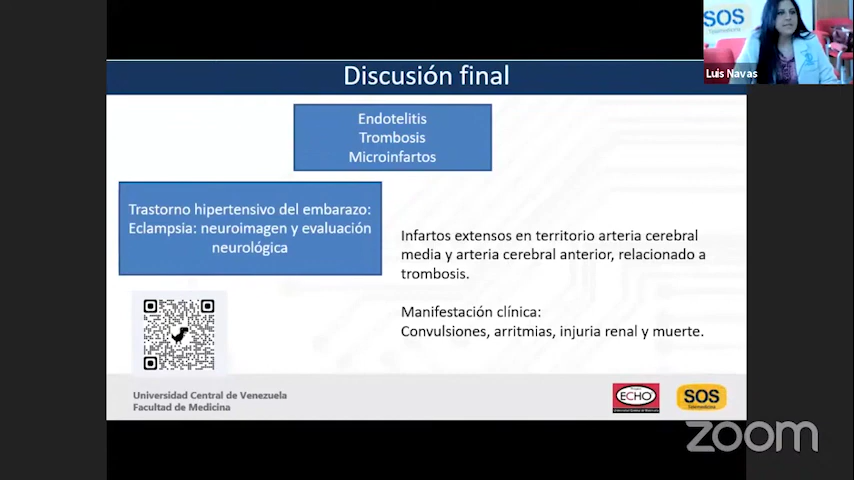 SOS
Luis Navas
Discusión final
Endotelitis
Trombosis
Microinfartos
Trastorno hipertensivo del embarazo:
Eclampsia: neuroimagen y evaluación
neurológica
Infartos extensos en territorio arteria cerebral
media y arteria cerebral anterior, relacionado a
trombosis.
Manifestación clínica:
Convulsiones, arritmias, injuria renal y muerte.
Universidad Central de Venezuela
Facultad de Medicina
ECHO
SOS
Telemedicina
zoom